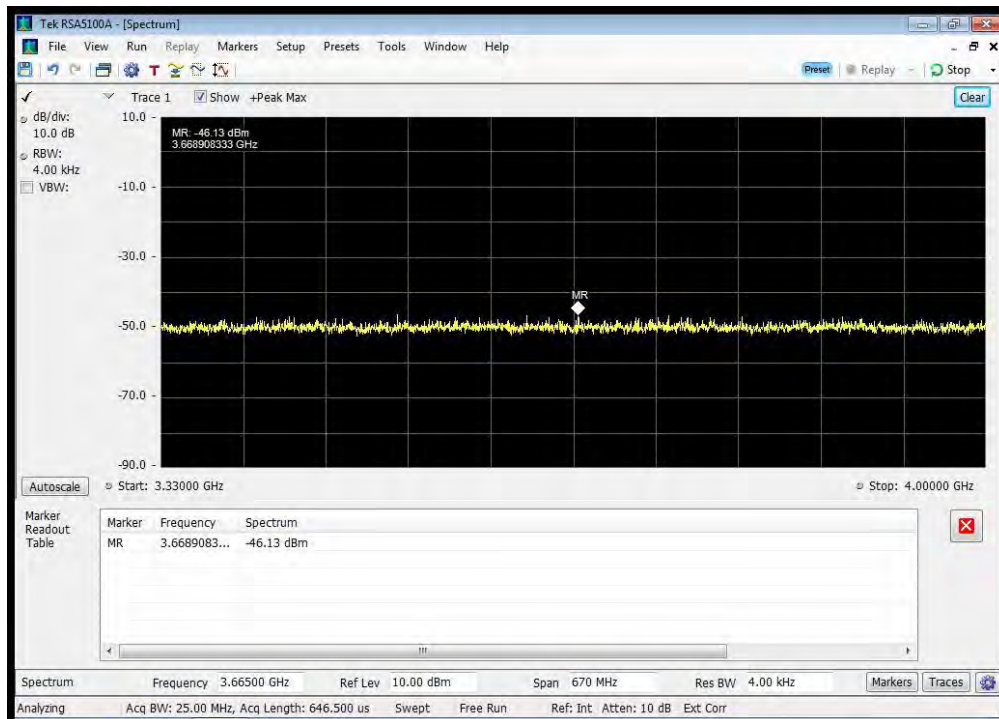 Tek RSA5100A - [Spectrum]
File View Run Replay Markers Setup Presets Tools Window Help
Preset Replay Stop
Trace 1 Show +Peak Max Clear
dB/div:
10.0 dB
RBW:
4.00 kHz
VBW:
10.0
-10.0
-30.0
-50.0
-70.0
-90.0
MR: -46.13 dBm
3.668908333 GHz
MR
Autoscale Start: 3.33000 GHz Stop: 4.00000 GHz
Marker
Readout
Table
Marker Frequency Spectrum
MR 3.6689083... -46.13 dBm
Spectrum Frequency 3.66500 GHz Ref Lev 10.00 dBm Span 670 MHz Res BW 4.00 kHz Markers Traces
Analyzing Acq BW: 25.00 MHz, Acq Length: 646.500 us Swept Free Run Ref: Int Atten: 10 dB Ext Corr